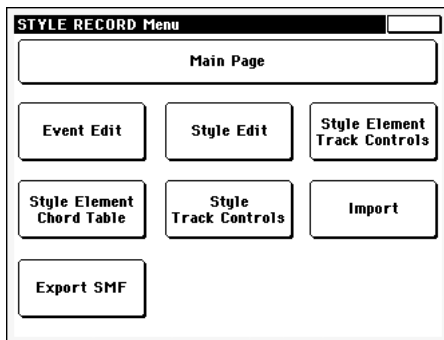 STYLE RECORD Menu
Main Page
Event Edit
Style Edit
Style Element
Track Controls
Style Element
Chord Table
Style
Track Controls
Import
Export SMF